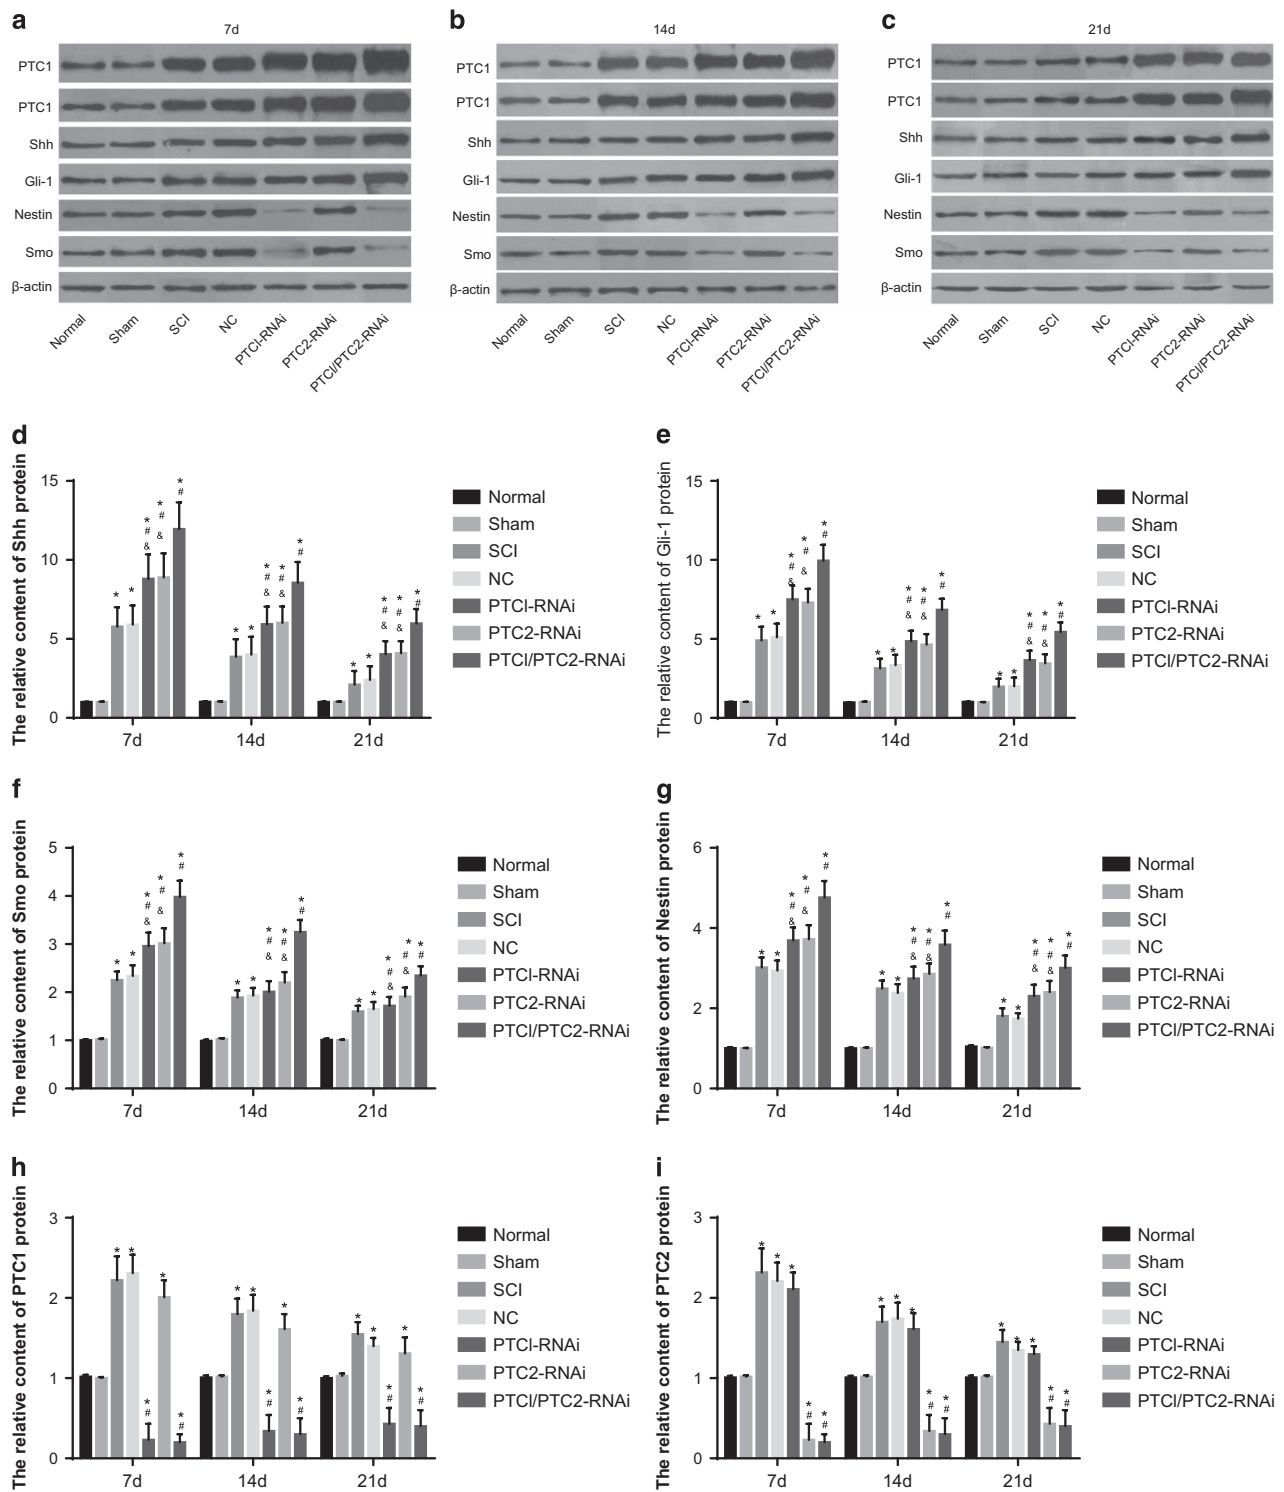 a
7d
PTC1
PTC1
Shh
Gli-1
Nestin
Smo
β-actin
Normal
Sham
SCI
NC
PTCl-RNAi
PTC2-RNAi
PTCl/PTC2-RNAi
b
14d
PTC1
PTC1
Shh
Gli-1
Nestin
Smo
β-actin
Normal
Sham
SCI
NC
PTCl-RNAi
PTC2-RNAi
PTCl/PTC2-RNAi
c
21d
PTC1
PTC1
Shh
Gli-1
Nestin
Smo
β-actin
Normal
Sham
SCI
NC
PTCl-RNAi
PTC2-RNAi
PTCl/PTC2-RNAi
d
The relative content of Shh protein
15
10
5
0
7d 14d 21d
Normal
Sham
SCI
NC
PTCl-RNAi
PTC2-RNAi
PTCl/PTC2-RNAi
e
The relative content of Gli-1 protein
15
10
5
0
7d 14d 21d
Normal
Sham
SCI
NC
PTCl-RNAi
PTC2-RNAi
PTCl/PTC2-RNAi
f
The relative content of Smo protein
5
4
3
2
1
0
7d 14d 21d
Normal
Sham
SCI
NC
PTCl-RNAi
PTC2-RNAi
PTCl/PTC2-RNAi
g
The relative content of Nestin protein
6
4
2
0
7d 14d 21d
Normal
Sham
SCI
NC
PTCl-RNAi
PTC2-RNAi
PTCl/PTC2-RNAi
h
The relative content of PTC1 protein
3
2
1
0
7d 14d 21d
Normal
Sham
SCI
NC
PTCl-RNAi
PTC2-RNAi
PTCl/PTC2-RNAi
i
The relative content of PTC2 protein
3
2
1
0
7d 14d 21d
Normal
Sham
SCI
NC
PTCl-RNAi
PTC2-RNAi
PTCl/PTC2-RNAi